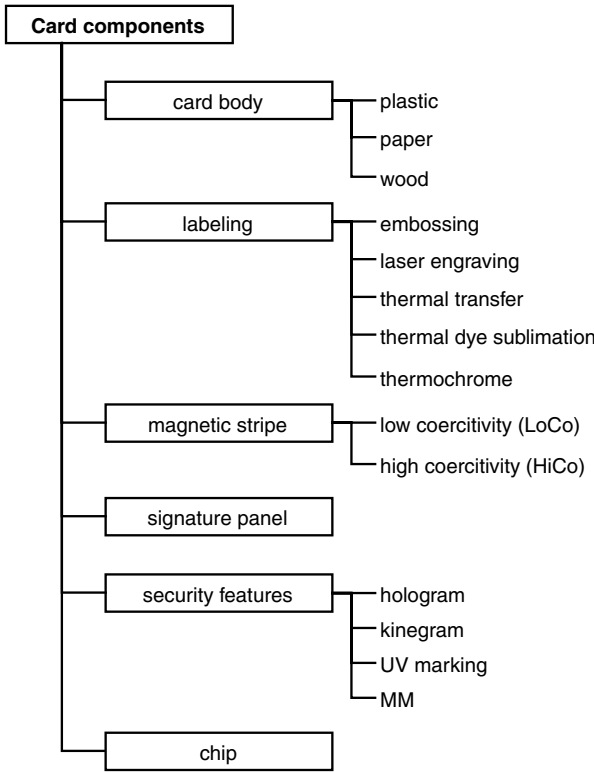 Card components
card body
plastic
paper
wood
labeling
embossing
laser engraving
thermal transfer
thermal dye sublimation
thermochrome
magnetic stripe
low coercitivity (LoCo)
high coercitivity (HiCo)
signature panel
security features
hologram
kinegram
UV marking
MM
chip